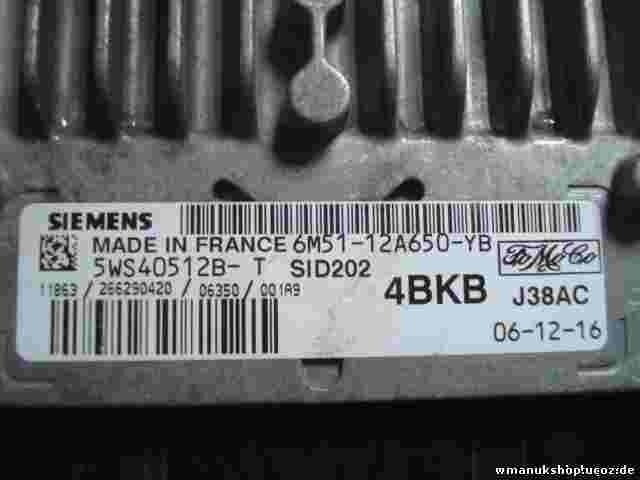 SIEMENS
MADE IN FRANCE 6M51-12A650-YB
5WS40512B- T SID202
FoMoCo
11863 / 266290420 / 06350 / 001A9
4BKB J38AC
06-12-16
wmanukshop.ucoz.de